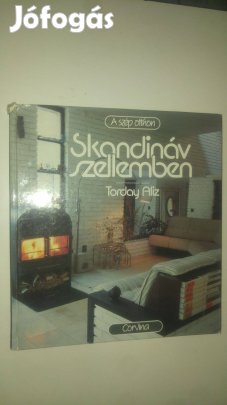 Jófogás
A szép otthon
Skandináv
szellemben
Torday Aliz
Corvina